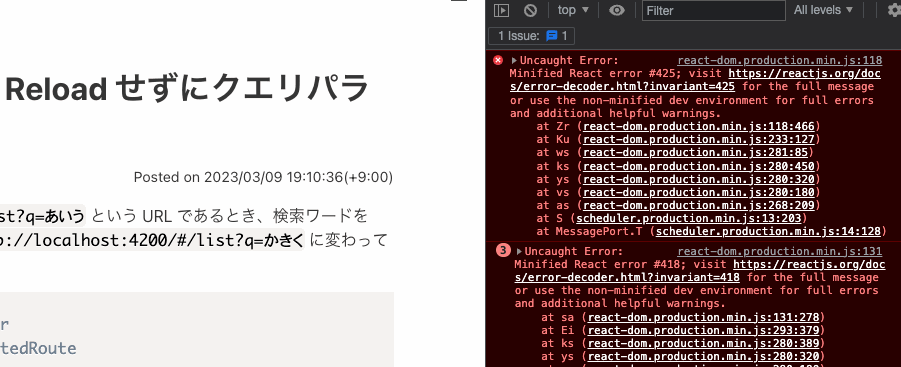 Reload せずにクエリパラ
Posted on 2023/03/09 19:10:36(+9:00)
st?q=あいう という URL であるとき、検索ワードを
p://localhost:4200/#/list?q=かきく に変わって
r
tedRoute
top ▼
Filter
All levels ▼
1 Issue: 1
Uncaught Error: react-dom.production.min.js:118
Minified React error #425; visit https://reactjs.org/doc
s/error-decoder.html?invariant=425 for the full message
or use the non-minified dev environment for full errors
and additional helpful warnings.
at Zr (react-dom.production.min.js:118:466)
at Ku (react-dom.production.min.js:233:127)
at ws (react-dom.production.min.js:281:85)
at ks (react-dom.production.min.js:280:450)
at ys (react-dom.production.min.js:280:320)
at vs (react-dom.production.min.js:280:180)
at as (react-dom.production.min.js:268:209)
at S (scheduler.production.min.js:13:203)
at MessagePort.T (scheduler.production.min.js:14:128)
3 Uncaught Error: react-dom.production.min.js:131
Minified React error #418; visit https://reactjs.org/doc
s/error-decoder.html?invariant=418 for the full message
or use the non-minified dev environment for full errors
and additional helpful warnings.
at sa (react-dom.production.min.js:131:278)
at Ei (react-dom.production.min.js:293:379)
at ks (react-dom.production.min.js:280:389)
at ys (react-dom.production.min.js:280:320)